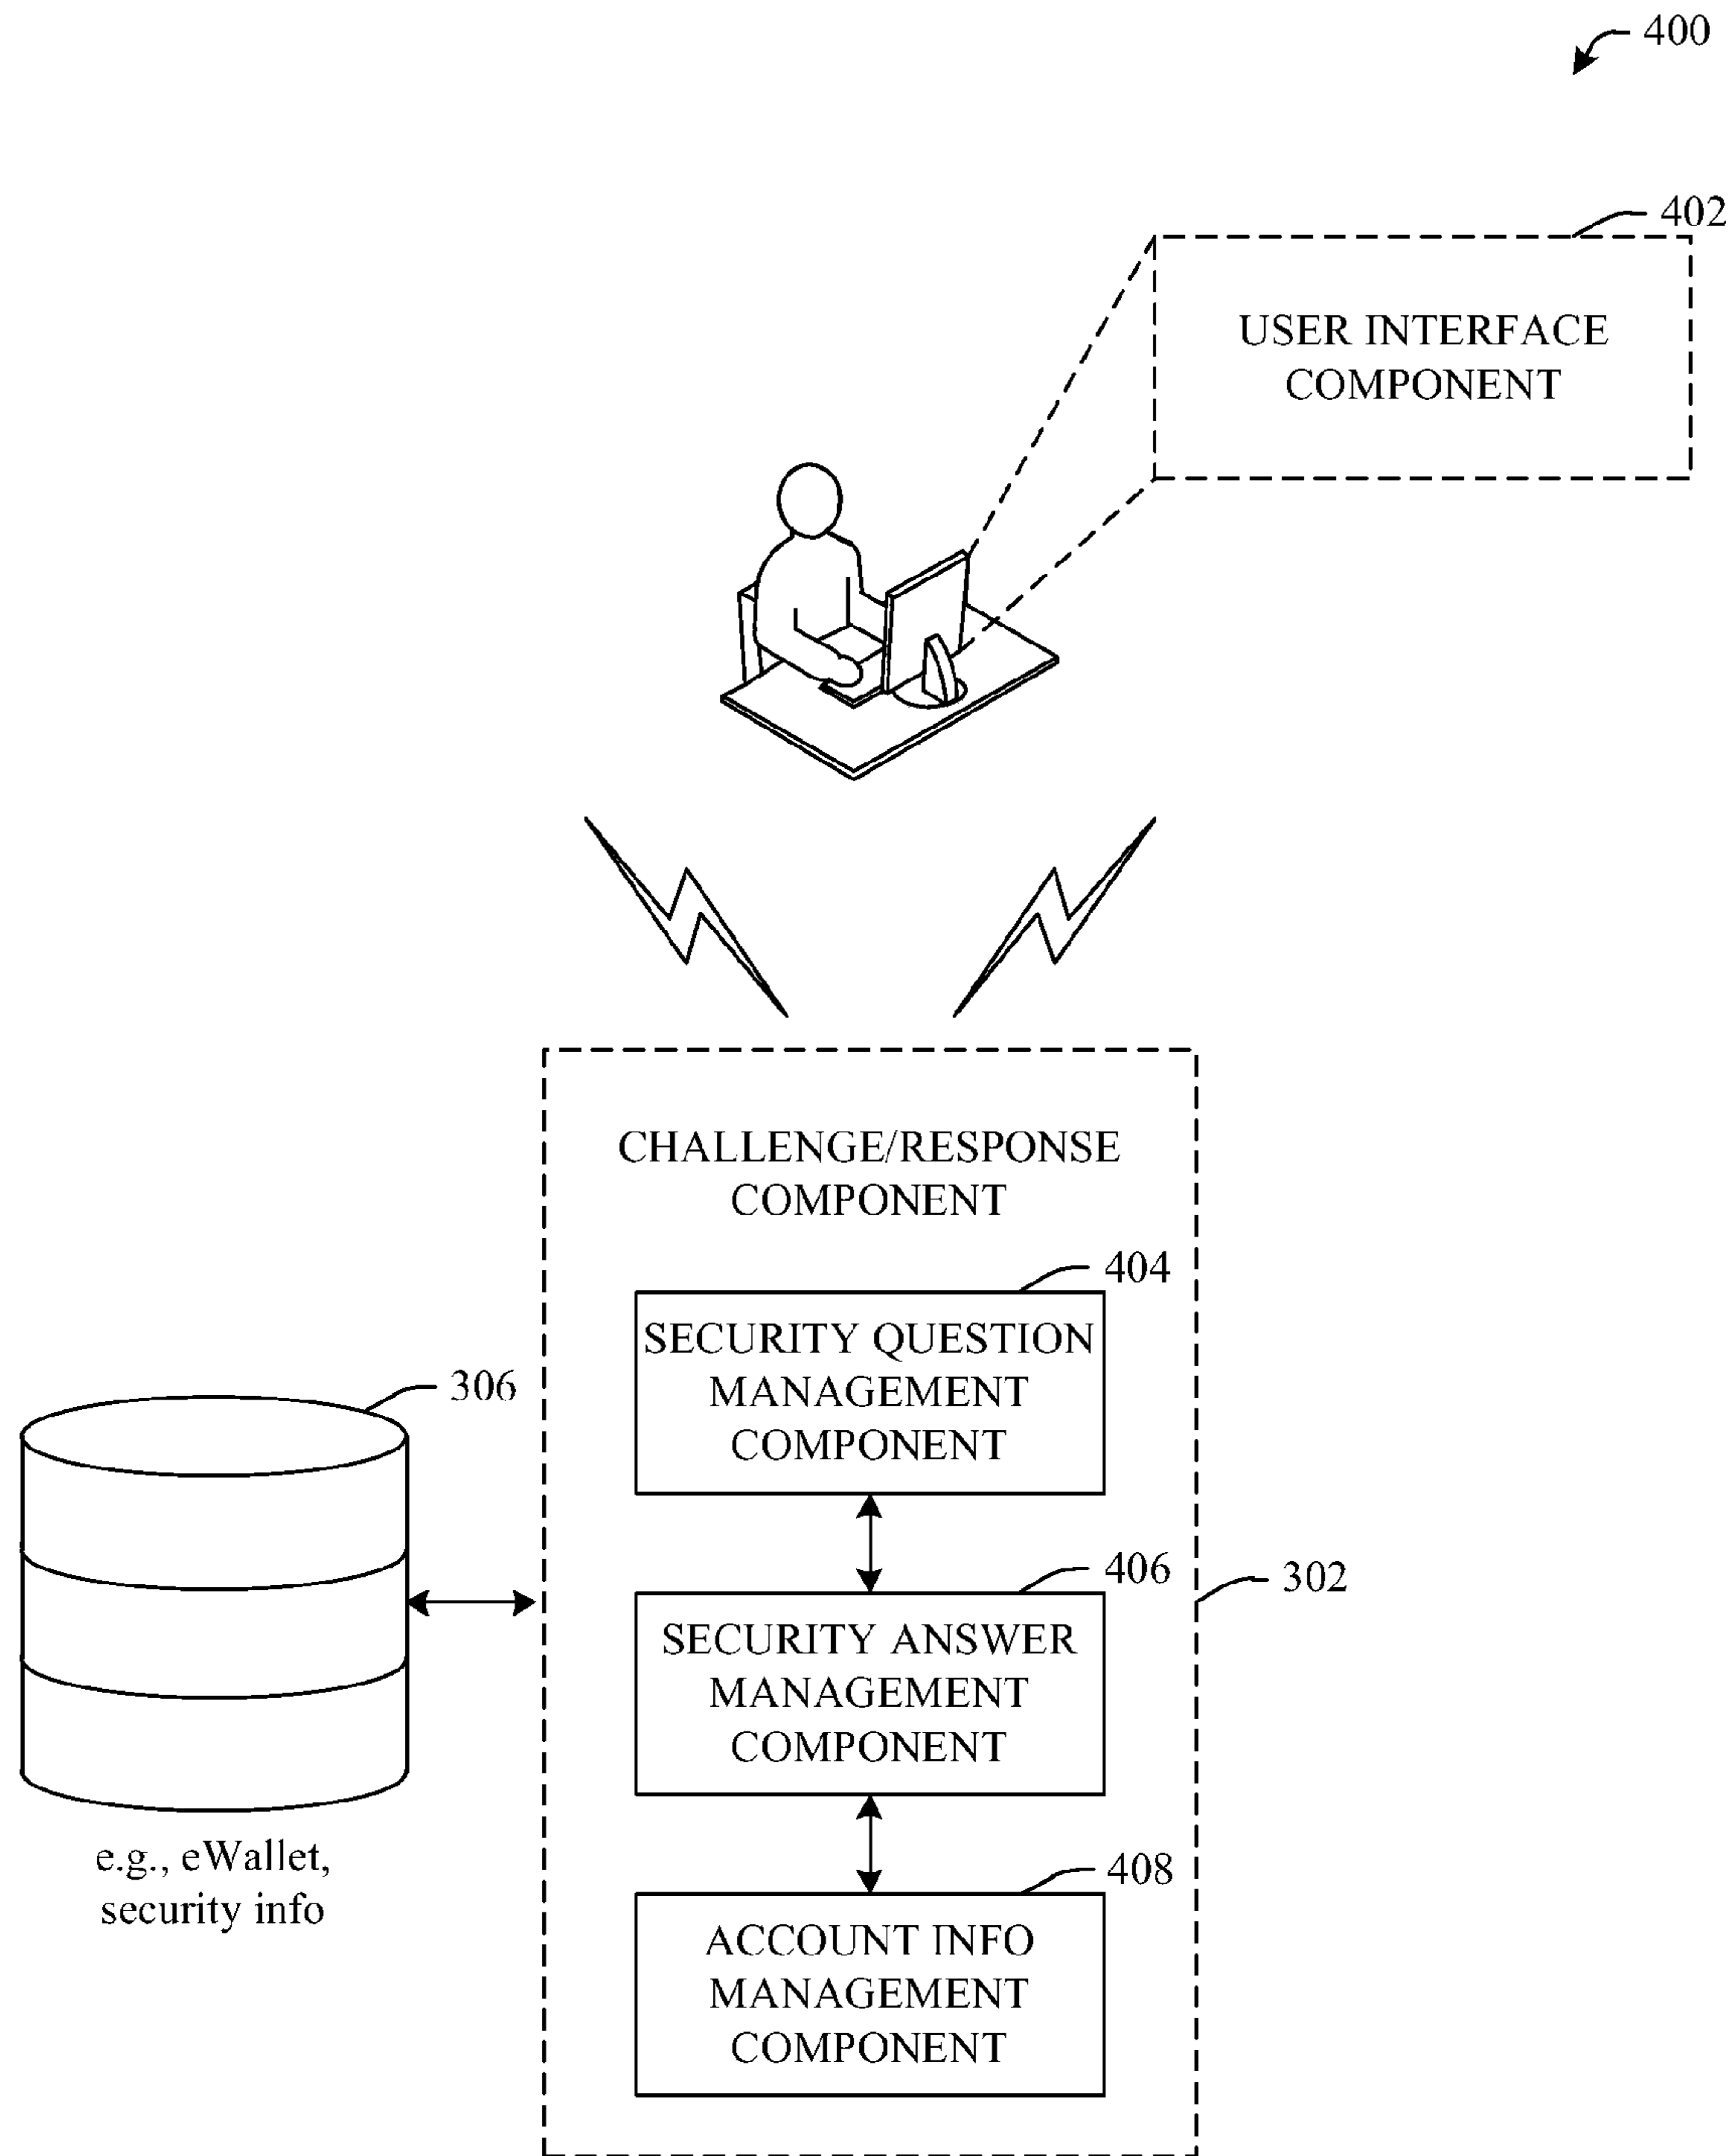 400
402
USER INTERFACE
COMPONENT
CHALLENGE/RESPONSE
COMPONENT
404
SECURITY QUESTION
MANAGEMENT
COMPONENT
306
406
302
SECURITY ANSWER
MANAGEMENT
COMPONENT
e.g., eWallet,
security info
408
ACCOUNT INFO
MANAGEMENT
COMPONENT